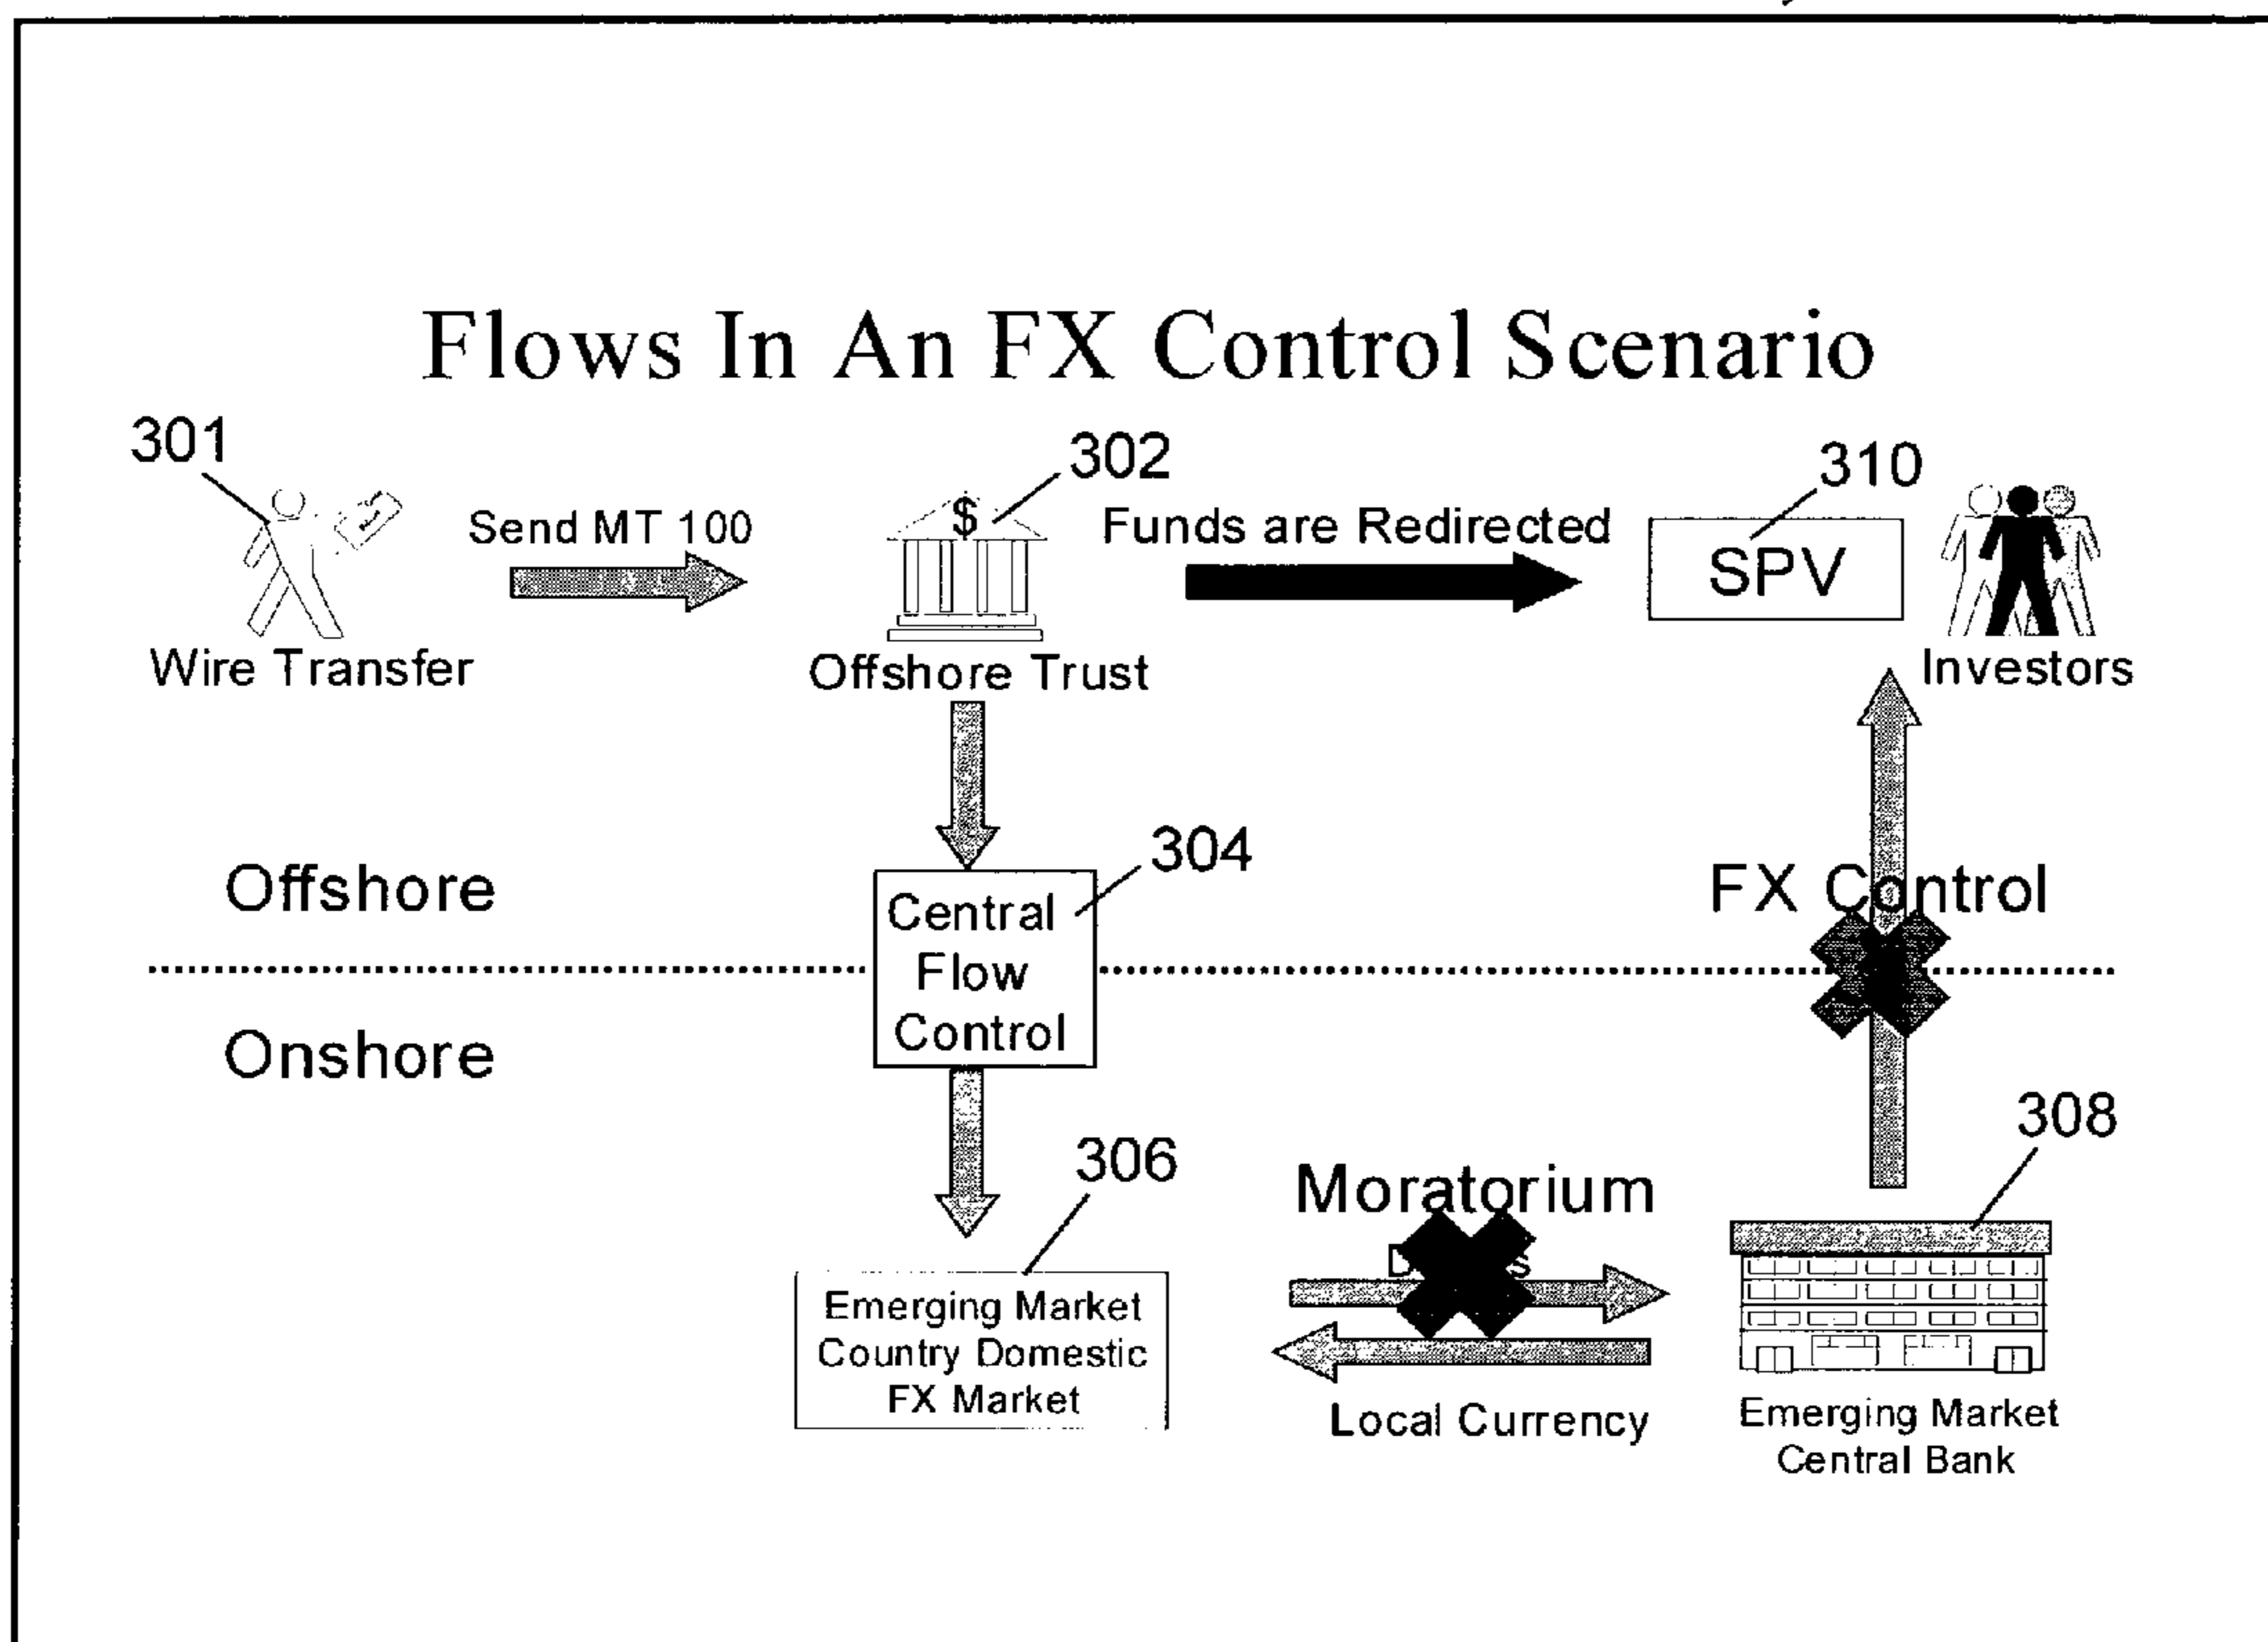 Flows In An FX Control Scenario
301
302
310
Send MT 100
$
Funds are Redirected
SPV
Wire Transfer
Offshore Trust
Investors
304
Offshore
Central
Flow
Control
FX Control
Onshore
308
306
Moratorium
Emerging Market
Country Domestic
FX Market
Local Currency
Emerging Market
Central Bank